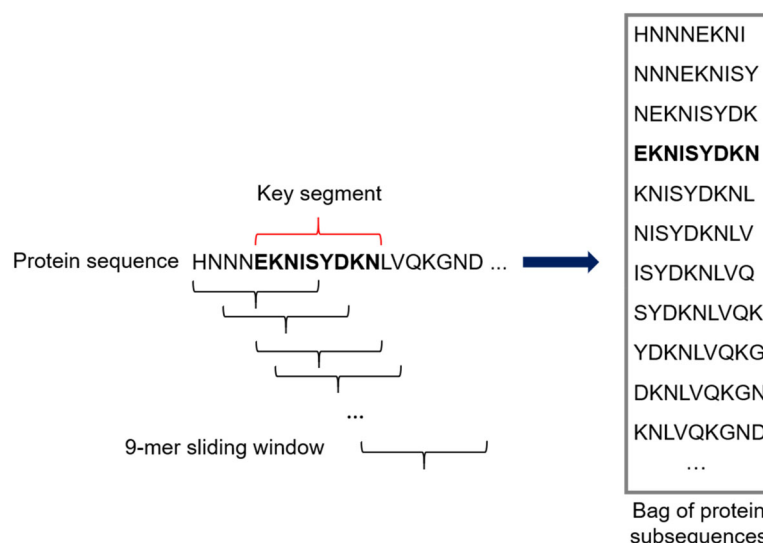 Key segment
Protein sequence HNNNEKNISYDKNLVQKGND ...
...
9-mer sliding window
HNNNEKNI
NNNEKNISY
NEKNISYDK
EKNISYDKN
KNISYDKNL
NISYDKNLV
ISYDKNLVQ
SYDKNLVQK
YDKNLVQKG
DKNLVQKGN
KNLVQKGND
...
Bag of protein
subsequences